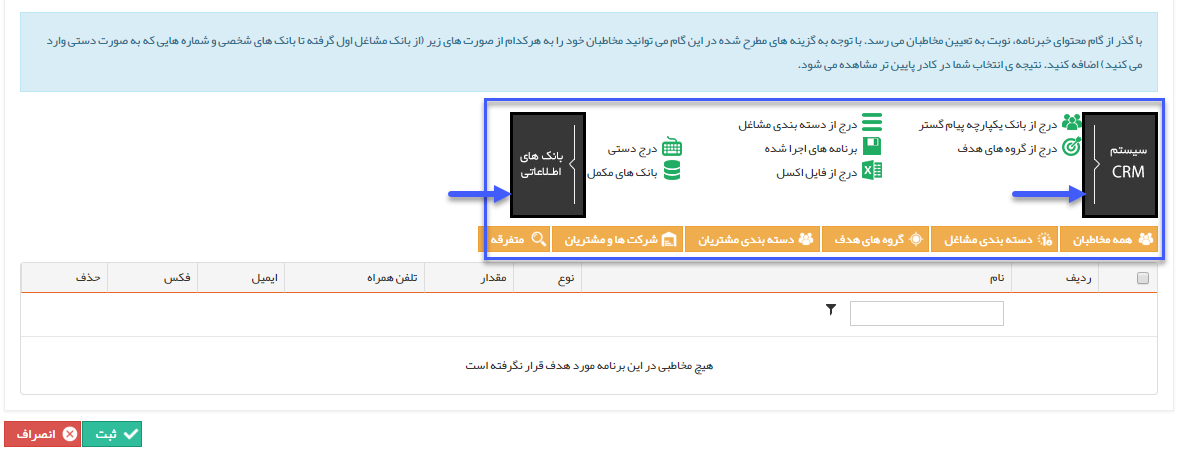 با گذر از گام محتوای خبرنامه، نوبت به تعیین مخاطبان می رسد. با توجه به گزینه های مطرح شده در این گام می توانید مخاطبان خود را به هرکدام از صورت های زیر (از بانک مشاغل اول گرفته تا بانک های شخصی و شماره هایی که به صورت دستی وارد
می کنید) اضافه کنید. نتیجه ی انتخاب شما در کادر پایین تر مشاهده می شود.
سیستم
CRM
درج از بانک یکپارچه پیام گستر
درج از گروه های هدف
درج از دسته بندی مشاغل
برنامه های اجرا شده
درج از فایل اکسل
درج دستی
بانک های مکمل
بانک های
اطلاعاتی
همه مخاطبان
دسته بندی مشاغل
گروه های هدف
دسته بندی مشتریان
شرکت ها و مشتریان
متفرقه
ردیف
نام
نوع
مقدار
تلفن همراه
ایمیل
فکس
حذف
هیچ مخاطبی در این برنامه مورد هدف قرار نگرفته است
ثبت
انصراف